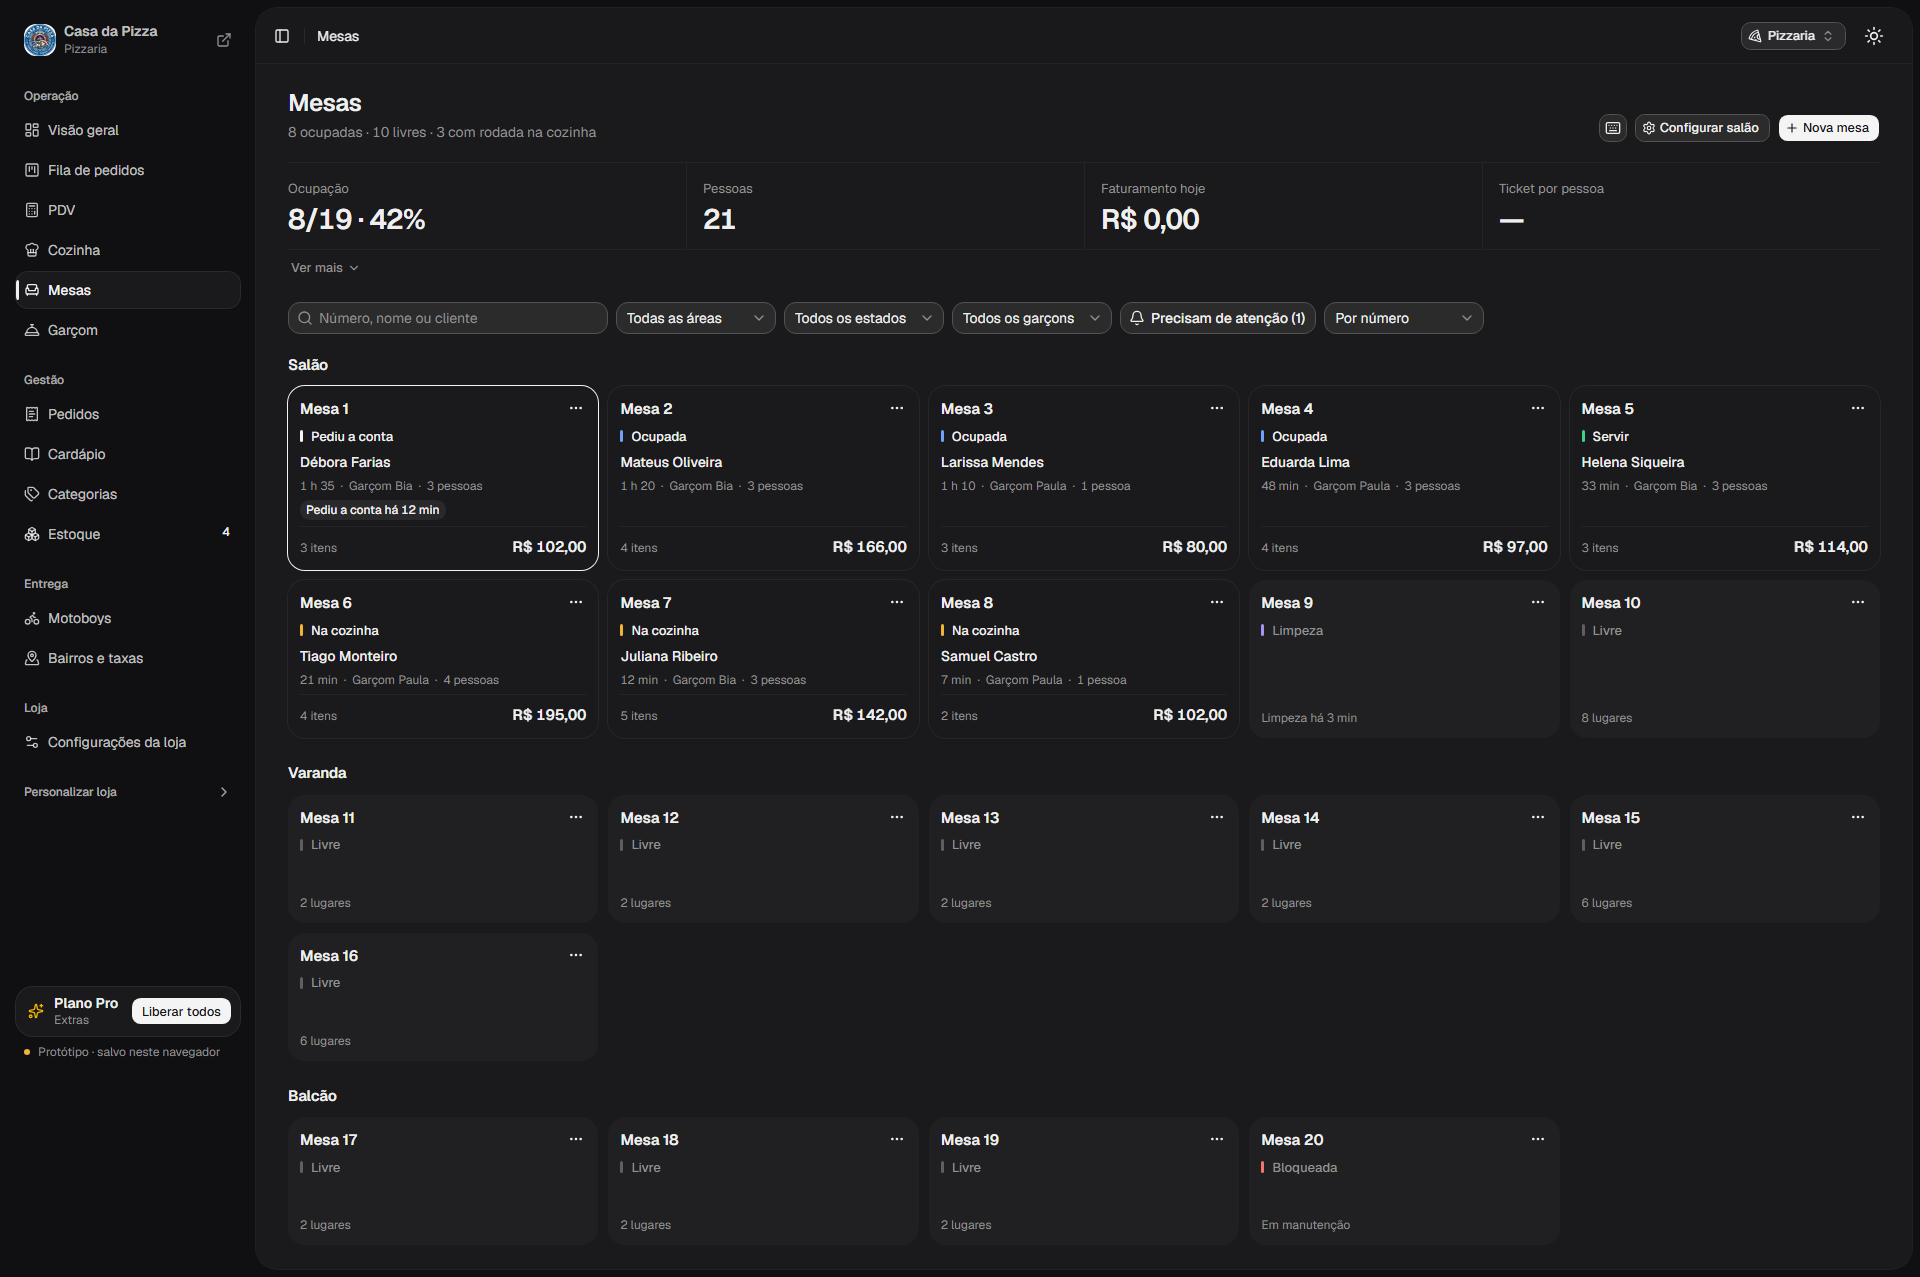 Casa da Pizza
Pizzaria
Operação
Visão geral
Fila de pedidos
PDV
Cozinha
Mesas
Garçom
Gestão
Pedidos
Cardápio
Categorias
Estoque 4
Entrega
Motoboys
Bairros e taxas
Loja
Configurações da loja
Personalizar loja
Plano Pro
Extras
Liberar todos
Protótipo · salvo neste navegador
Mesas
Pizzaria
Mesas
8 ocupadas · 10 livres · 3 com rodada na cozinha
Configurar salão
Nova mesa
Ocupação
8/19 · 42%
Pessoas
21
Faturamento hoje
R$ 0,00
Ticket por pessoa
—
Ver mais
Número, nome ou cliente
Todas as áreas
Todos os estados
Todos os garçons
Precisam de atenção (1)
Por número
Salão
Mesa 1
Pediu a conta
Débora Farias
1 h 35 · Garçom Bia · 3 pessoas
Pediu a conta há 12 min
3 itens R$ 102,00
Mesa 2
Ocupada
Mateus Oliveira
1 h 20 · Garçom Bia · 3 pessoas
4 itens R$ 166,00
Mesa 3
Ocupada
Larissa Mendes
1 h 10 · Garçom Paula · 1 pessoa
3 itens R$ 80,00
Mesa 4
Ocupada
Eduarda Lima
48 min · Garçom Paula · 3 pessoas
4 itens R$ 97,00
Mesa 5
Servir
Helena Siqueira
33 min · Garçom Bia · 3 pessoas
3 itens R$ 114,00
Mesa 6
Na cozinha
Tiago Monteiro
21 min · Garçom Paula · 4 pessoas
4 itens R$ 195,00
Mesa 7
Na cozinha
Juliana Ribeiro
12 min · Garçom Bia · 3 pessoas
5 itens R$ 142,00
Mesa 8
Na cozinha
Samuel Castro
7 min · Garçom Paula · 1 pessoa
2 itens R$ 102,00
Mesa 9
Limpeza
Limpeza há 3 min
Mesa 10
Livre
8 lugares
Varanda
Mesa 11
Livre
2 lugares
Mesa 12
Livre
2 lugares
Mesa 13
Livre
2 lugares
Mesa 14
Livre
2 lugares
Mesa 15
Livre
6 lugares
Mesa 16
Livre
6 lugares
Balcão
Mesa 17
Livre
2 lugares
Mesa 18
Livre
2 lugares
Mesa 19
Livre
2 lugares
Mesa 20
Bloqueada
Em manutenção